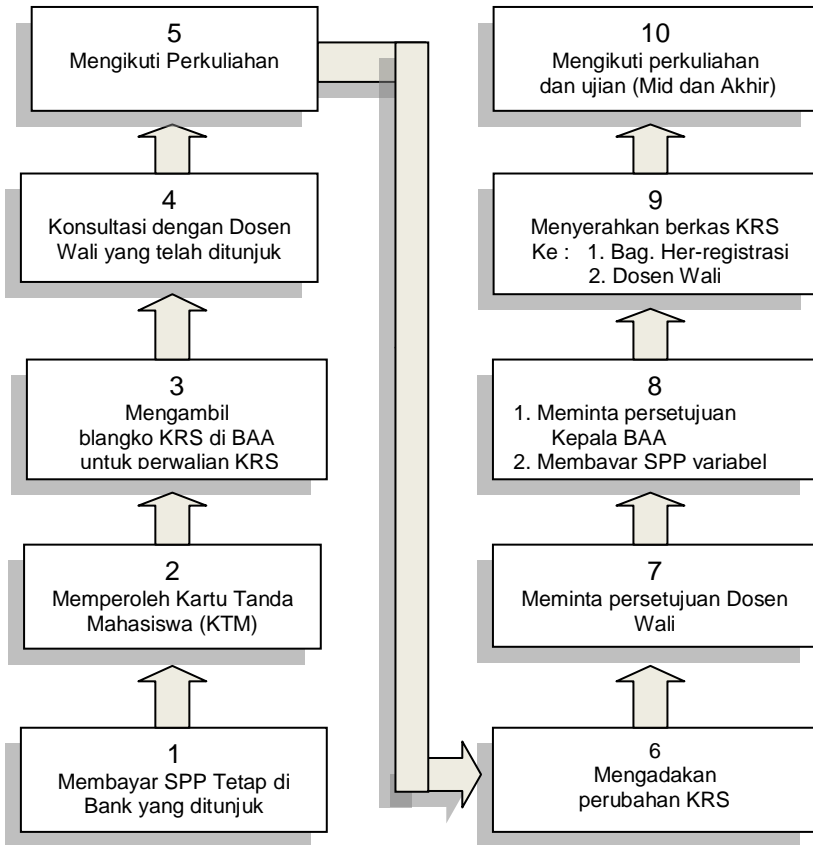 5
Mengikuti Perkuliahan
4
Konsultasi dengan Dosen
Wali yang telah ditunjuk
3
Mengambil
blangko KRS di BAA
untuk perwalian KRS
2
Memperoleh Kartu Tanda
Mahasiswa (KTM)
1
Membayar SPP Tetap di
Bank yang ditunjuk
10
Mengikuti perkuliahan
dan ujian (Mid dan Akhir)
9
Menyerahkan berkas KRS
Ke : 1. Bag. Her-registrasi
2. Dosen Wali
8
1. Meminta persetujuan
Kepala BAA
2. Membayar SPP variabel
7
Meminta persetujuan Dosen
Wali
6
Mengadakan
perubahan KRS